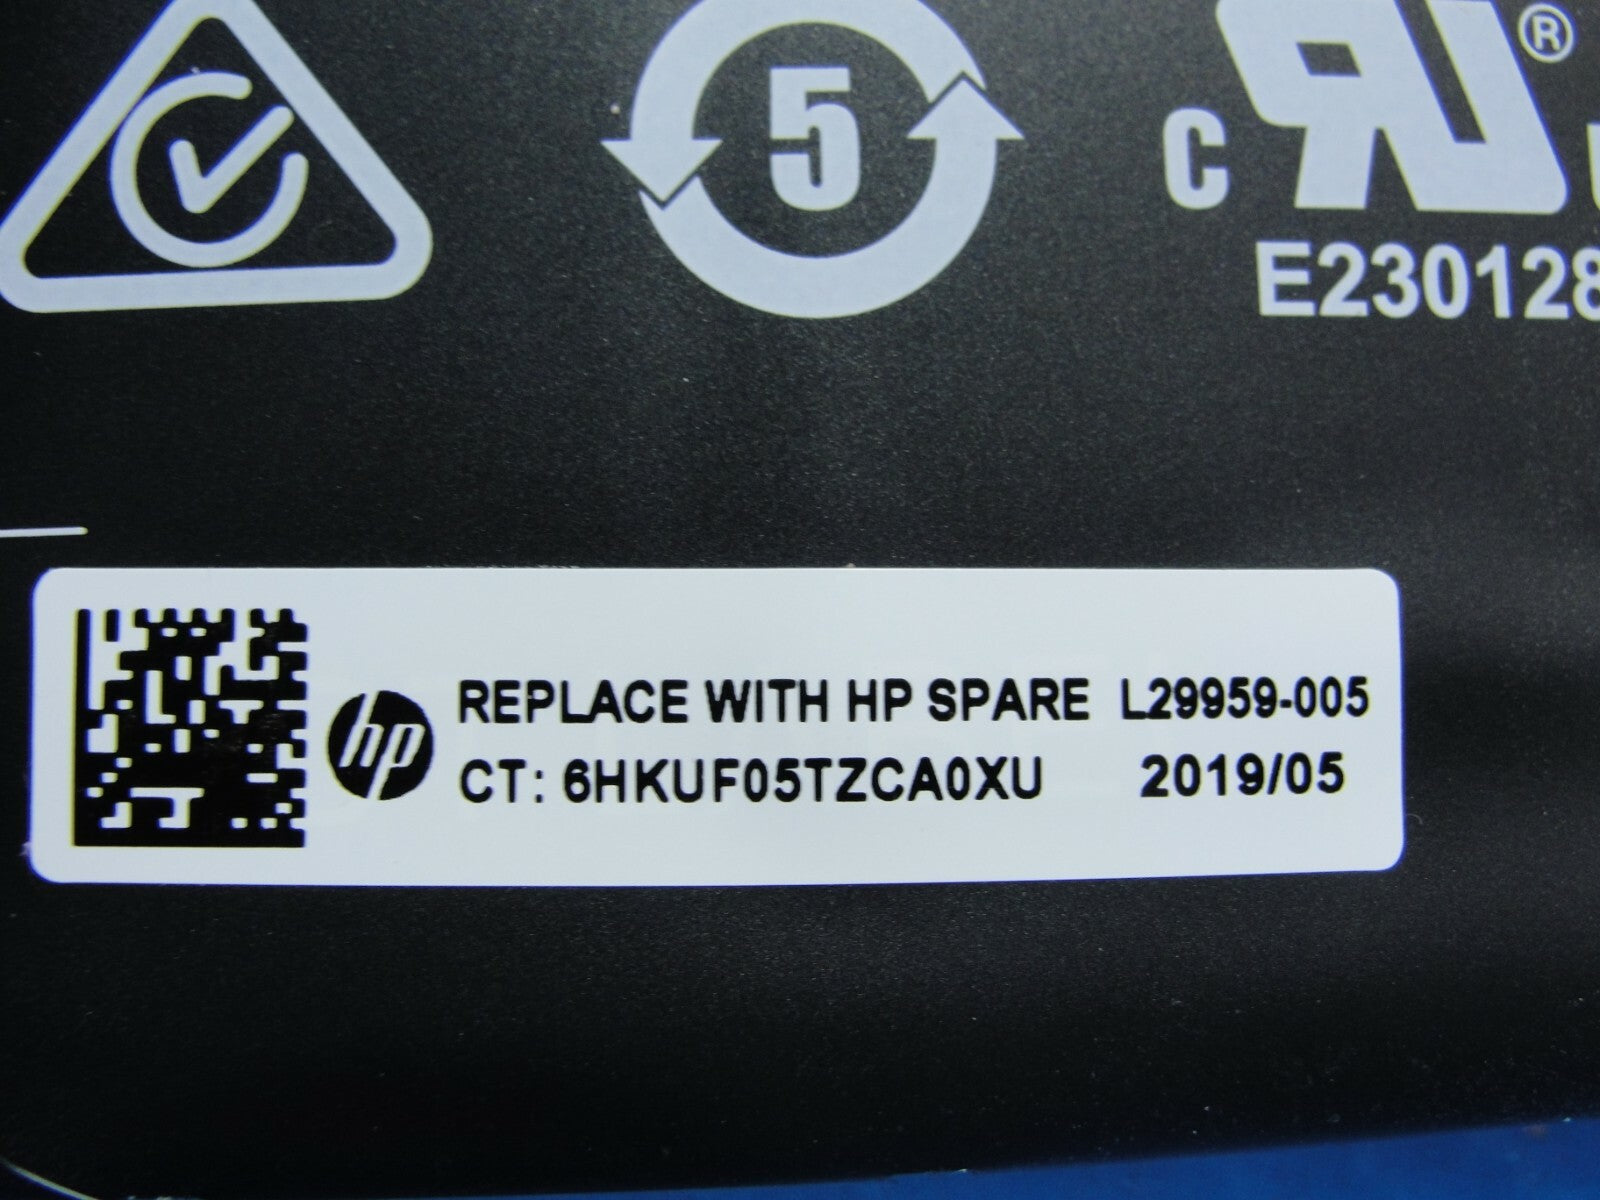 5
®
c
E230128
hp
REPLACE WITH HP SPARE L29959-005
CT: 6HKUF05TZCA0XU 2019/05